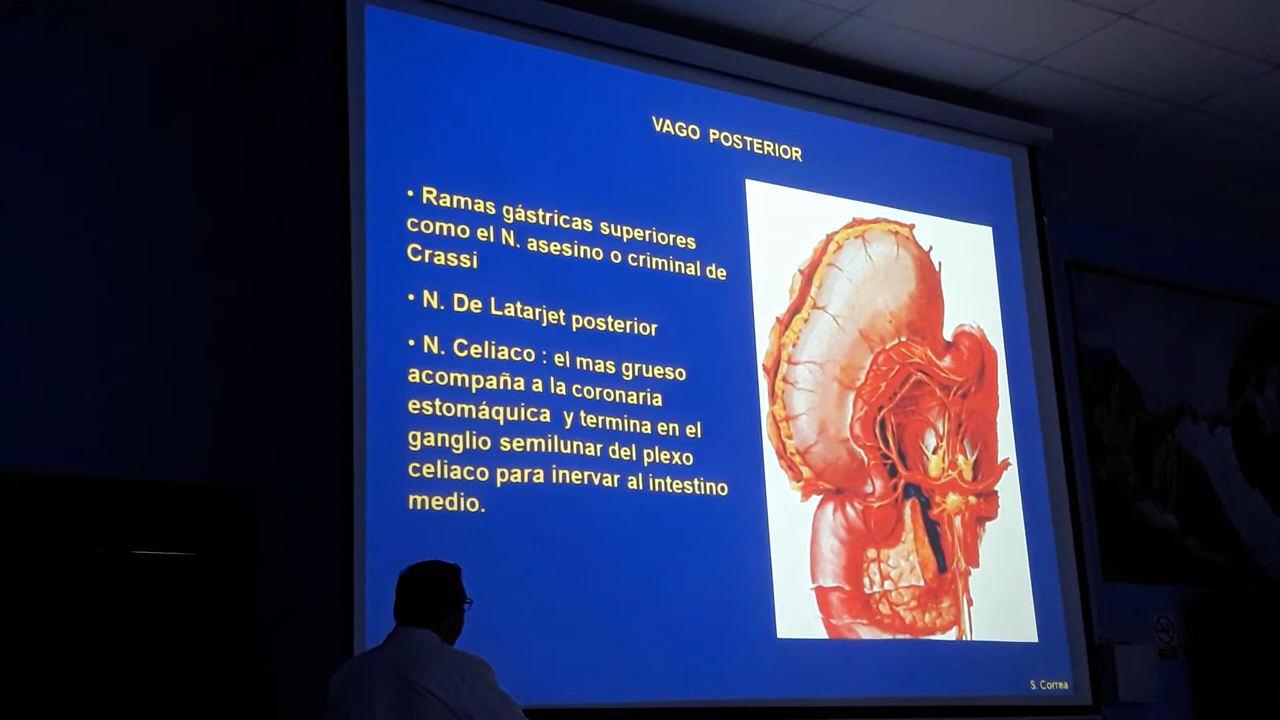 VAGO POSTERIOR
• Ramas gástricas superiores
como el N. asesino o criminal de
Crassi
• N. De Latarjet posterior
• N. Celiaco : el mas grueso
acompaña a la coronaria
estomáquica y termina en el
ganglio semilunar del plexo
celiaco para inervar al intestino
medio.
S. Correa